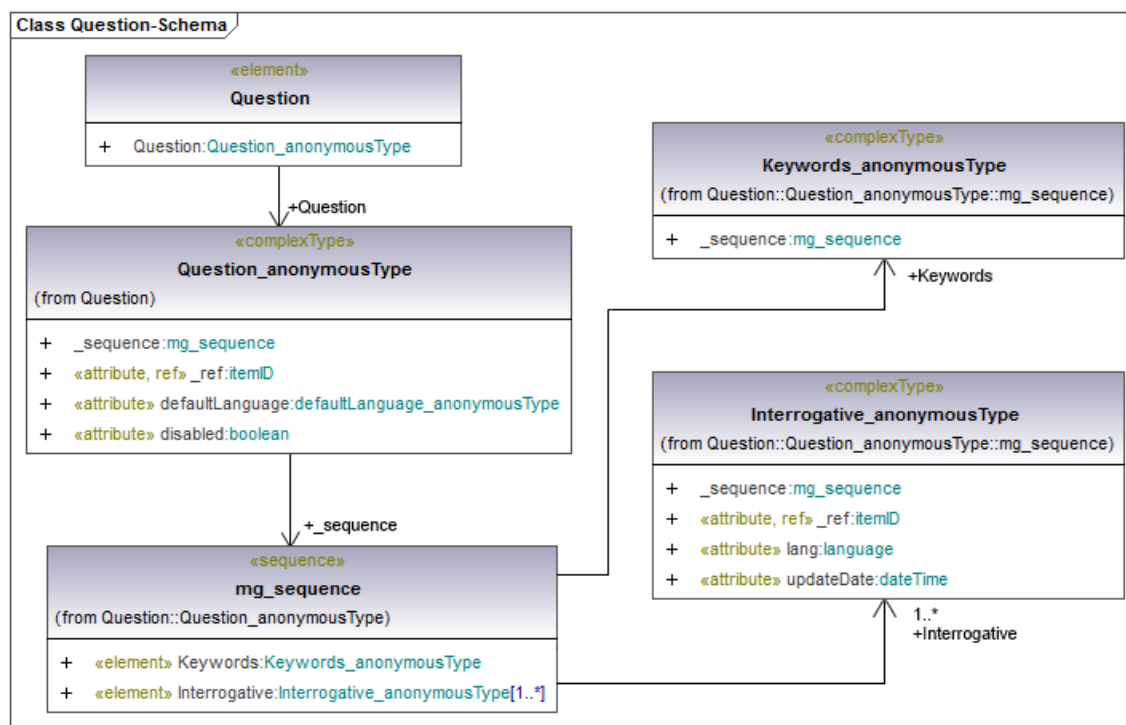 Class Question-Schema
«element»
Question
+ Question:Question_anonymousType
+Question
«complexType»
Question_anonymousType
(from Question)
+ _sequence:mg_sequence
+ «attribute, ref» _ref:itemID
+ «attribute» defaultLanguage:defaultLanguage_anonymousType
+ «attribute» disabled:boolean
+_sequence
«sequence»
mg_sequence
(from Question::Question_anonymousType)
+ «element» Keywords:Keywords_anonymousType
+ «element» Interrogative:Interrogative_anonymousType[1..*]
«complexType»
Keywords_anonymousType
(from Question::Question_anonymousType::mg_sequence)
+ _sequence:mg_sequence
+Keywords
«complexType»
Interrogative_anonymousType
(from Question::Question_anonymousType::mg_sequence)
+ _sequence:mg_sequence
+ «attribute, ref» _ref:itemID
+ «attribute» lang:language
+ «attribute» updateDate:dateTime
1..*
+Interrogative